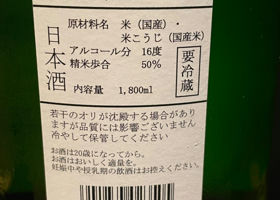 日本酒
原材料名 米（国産）・
米こうじ（国産米）
アルコール分 16度
精米歩合 50%
内容量 1,800ml
要冷蔵
若干のオリが沈殿する場合があり
ますが品質には影響ございません
冷やして保管してください
お酒は20歳になってから。
お酒はおいしく適量を。
妊娠中や授乳期の飲酒はお控えください。